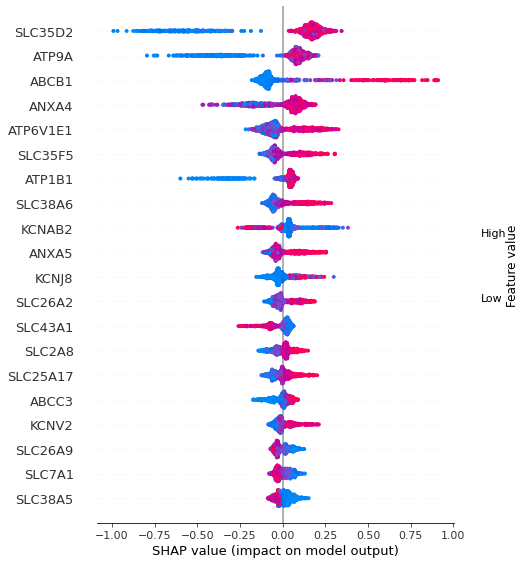 SLC35D2
ATP9A
ABCB1
ANXA4
ATP6V1E1
SLC35F5
ATP1B1
SLC38A6
KCNAB2
ANXA5
KCNJ8
SLC26A2
SLC43A1
SLC2A8
SLC25A17
ABCC3
KCNV2
SLC26A9
SLC7A1
SLC38A5
−1.00 −0.75 −0.50 −0.25 0.00 0.25 0.50 0.75 1.00
SHAP value (impact on model output)
High
Low
Feature value